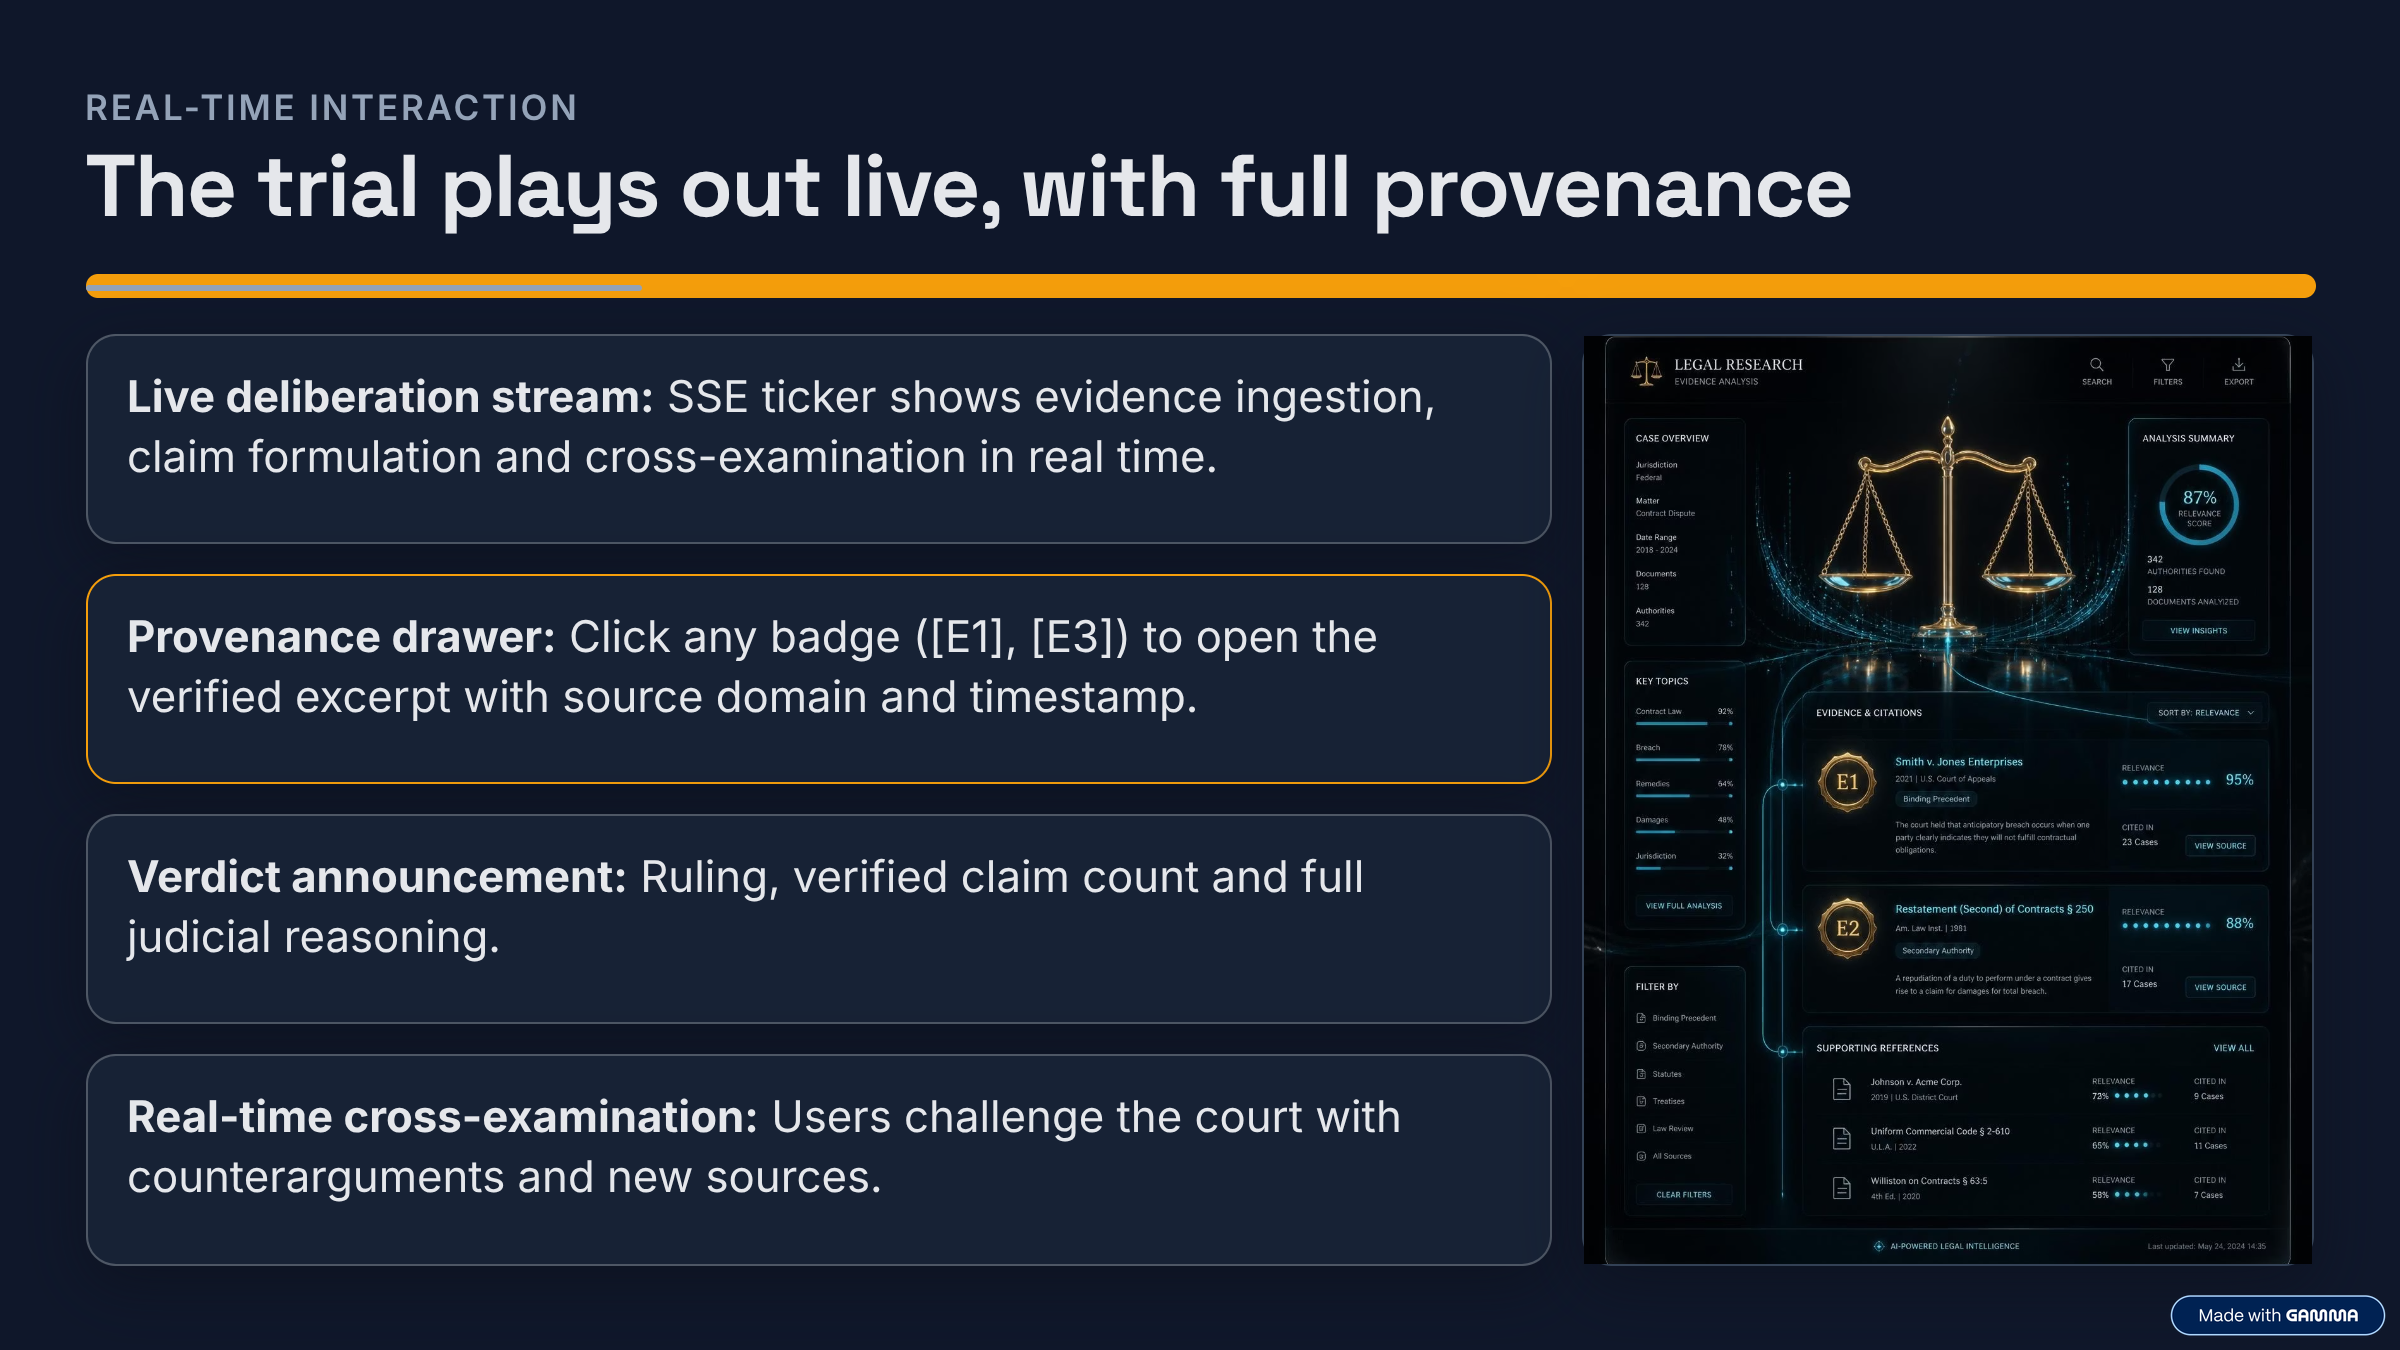 REAL-TIME INTERACTION
The trial plays out live, with full provenance
Live deliberation stream: SSE ticker shows evidence ingestion,
claim formulation and cross-examination in real time.
Provenance drawer: Click any badge ([E1], [E3]) to open the
verified excerpt with source domain and timestamp.
Verdict announcement: Ruling, verified claim count and full
judicial reasoning.
Real-time cross-examination: Users challenge the court with
counterarguments and new sources.
LEGAL RESEARCH
EVIDENCE ANALYSIS
SEARCH
FILTERS
EXPORT
CASE OVERVIEW
Jurisdiction
Federal
Matter
Contract Dispute
Date Range
2018 - 2024
Documents
128
Authorities
342
ANALYSIS SUMMARY
87%
RELEVANCE
SCORE
342
AUTHORITIES FOUND
128
DOCUMENTS ANALYIZED
VIEW INSIGHTS
KEY TOPICS
Contract Law 92%
Breach 78%
Remedies 64%
Damages 48%
Jurisdiction 32%
VIEW FULL ANALYSIS
FILTER BY
Binding Precedent
Secondary Authority
Statutes
Treatises
Law Review
All Sources
CLEAR FILTERS
EVIDENCE & CITATIONS
SORT BY: RELEVANCE
E1
Smith v. Jones Enterprises
2021 | U.S. Court of Appeals
Binding Precedent
The court held that anticipatory breach occurs when one
party clearly indicates they will not fulfill contractual
obligations.
RELEVANCE
95%
CITED IN
23 Cases
VIEW SOURCE
E2
Restatement (Second) of Contracts § 250
Am. Law Inst. | 1981
Secondary Authority
A repudiation of a duty to perform under a contract gives
rise to a claim for damages for total breach.
RELEVANCE
88%
CITED IN
17 Cases
VIEW SOURCE
SUPPORTING REFERENCES
VIEW ALL
Johnson v. Acme Corp.
2019 | U.S. District Court
RELEVANCE
73%
CITED IN
9 Cases
Uniform Commercial Code § 2-610
U.L.A. | 2022
RELEVANCE
65%
CITED IN
11 Cases
Williston on Contracts § 63:5
4th Ed. | 2020
RELEVANCE
58%
CITED IN
7 Cases
AI-POWERED LEGAL INTELLIGENCE
Last updated: May 24, 2024 14:35
Made with GAMMA